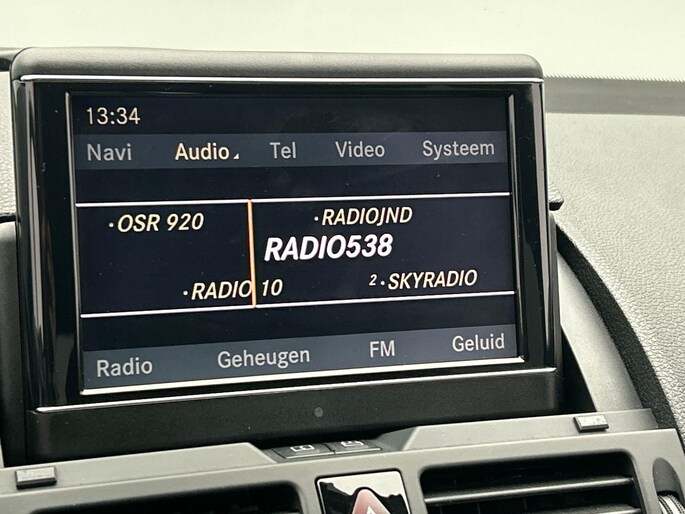 13:34
Navi Audio Tel Video Systeem
·OSR 920 ·RADIOJND
RADIO538
·RADIO 10 2·SKYRADIO
Radio Geheugen FM Geluid